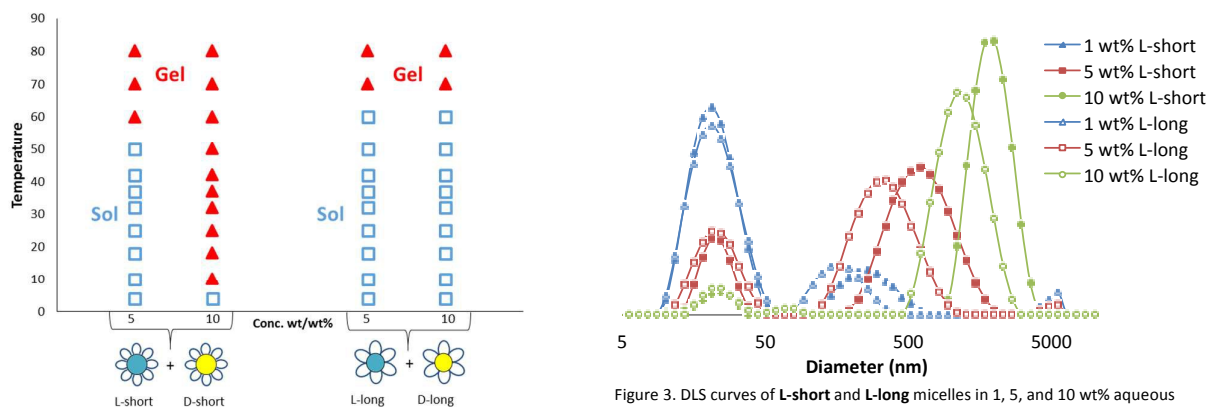 90
80
70
60
50
40
30
20
10
0
Temperature
Gel
Sol
Gel
Sol
5
10
Conc. wt/wt%
5
10
+
+
L-short
D-short
L-long
D-long
1 wt% L-short
5 wt% L-short
10 wt% L-short
1 wt% L-long
5 wt% L-long
10 wt% L-long
5
50
500
5000
Diameter (nm)
Figure 3. DLS curves of L-short and L-long micelles in 1, 5, and 10 wt% aqueous